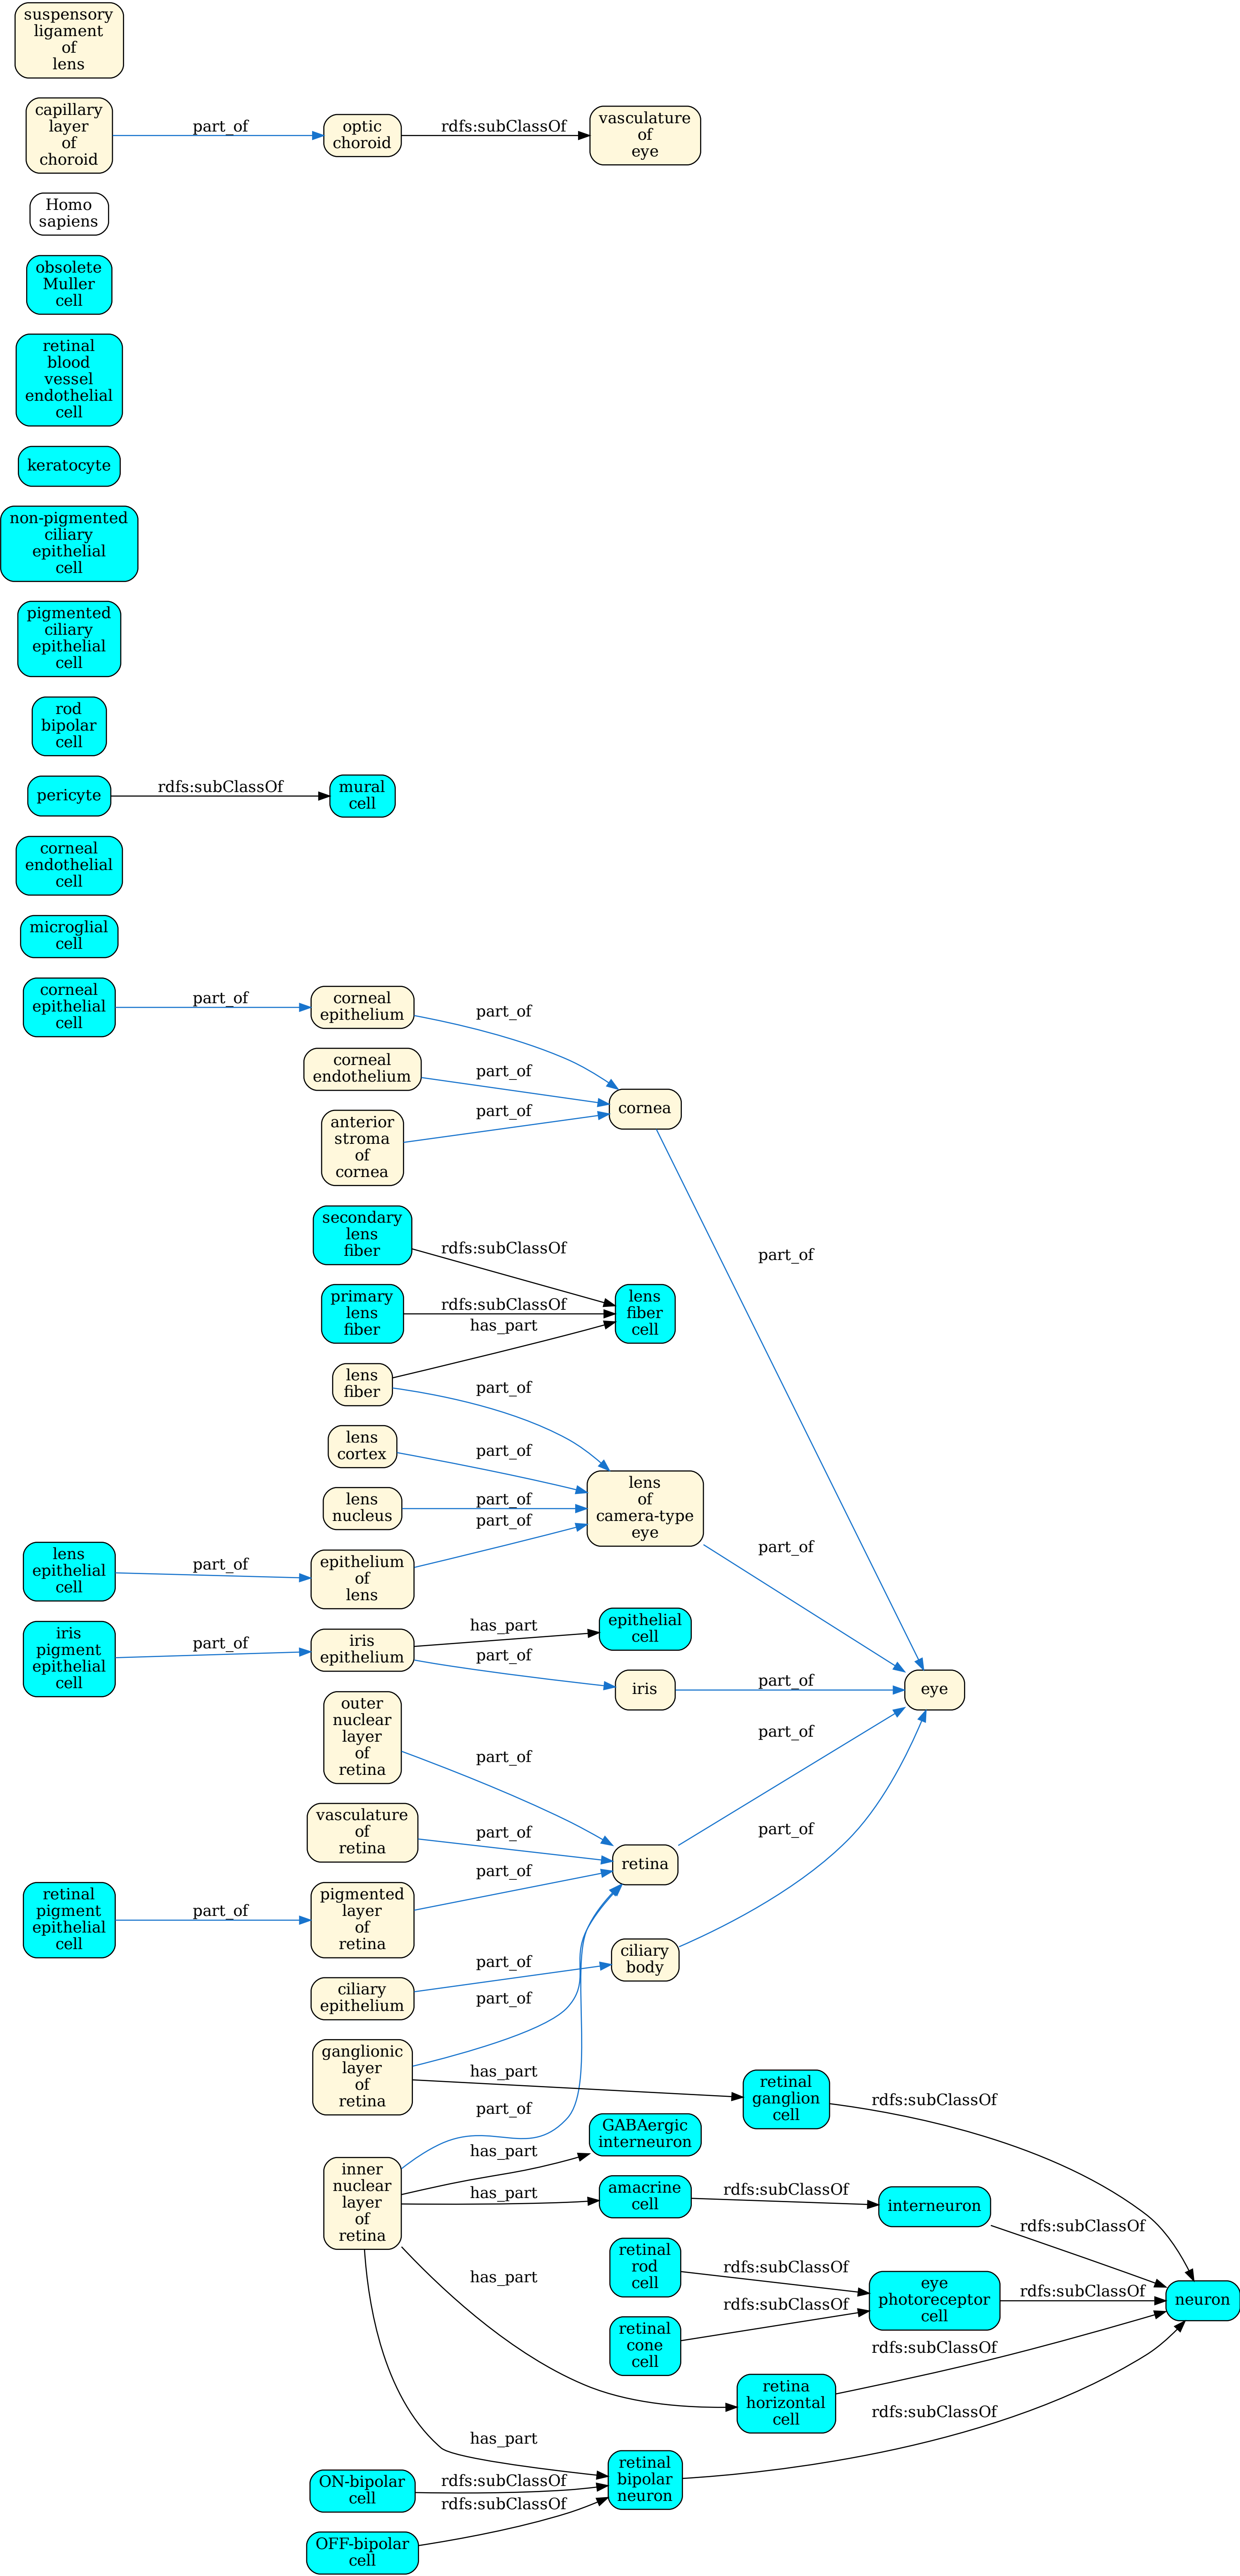 suspensory
ligament
of
lens
capillary
layer
of
choroid
part_of
optic
choroid
rdfs:subClassOf
vasculature
of
eye
Homo
sapiens
obsolete
Muller
cell
retinal
blood
vessel
endothelial
cell
keratocyte
non-pigmented
ciliary
epithelial
cell
pigmented
ciliary
epithelial
cell
rod
bipolar
cell
pericyte
rdfs:subClassOf
mural
cell
corneal
endothelial
cell
microglial
cell
corneal
epithelial
cell
part_of
corneal
epithelium
part_of
corneal
endothelium
part_of
cornea
anterior
stroma
of
cornea
part_of
part_of
secondary
lens
fiber
rdfs:subClassOf
primary
lens
fiber
rdfs:subClassOf
has_part
lens
fiber
cell
lens
fiber
part_of
lens
cortex
part_of
lens
nucleus
part_of
part_of
lens
of
camera-type
eye
part_of
lens
epithelial
cell
part_of
epithelium
of
lens
iris
pigment
epithelial
cell
part_of
iris
epithelium
has_part
epithelial
cell
part_of
iris
part_of
eye
outer
nuclear
layer
of
retina
part_of
part_of
vasculature
of
retina
part_of
retina
part_of
retinal
pigment
epithelial
cell
part_of
pigmented
layer
of
retina
part_of
ciliary
epithelium
part_of
ciliary
body
part_of
ganglionic
layer
of
retina
has_part
retinal
ganglion
cell
rdfs:subClassOf
part_of
inner
nuclear
layer
of
retina
has_part
GABAergic
interneuron
has_part
amacrine
cell
rdfs:subClassOf
interneuron
rdfs:subClassOf
retinal
rod
cell
rdfs:subClassOf
has_part
eye
photoreceptor
cell
rdfs:subClassOf
neuron
retinal
cone
cell
rdfs:subClassOf
retina
horizontal
cell
rdfs:subClassOf
has_part
retinal
bipolar
neuron
rdfs:subClassOf
ON-bipolar
cell
rdfs:subClassOf
OFF-bipolar
cell
rdfs:subClassOf